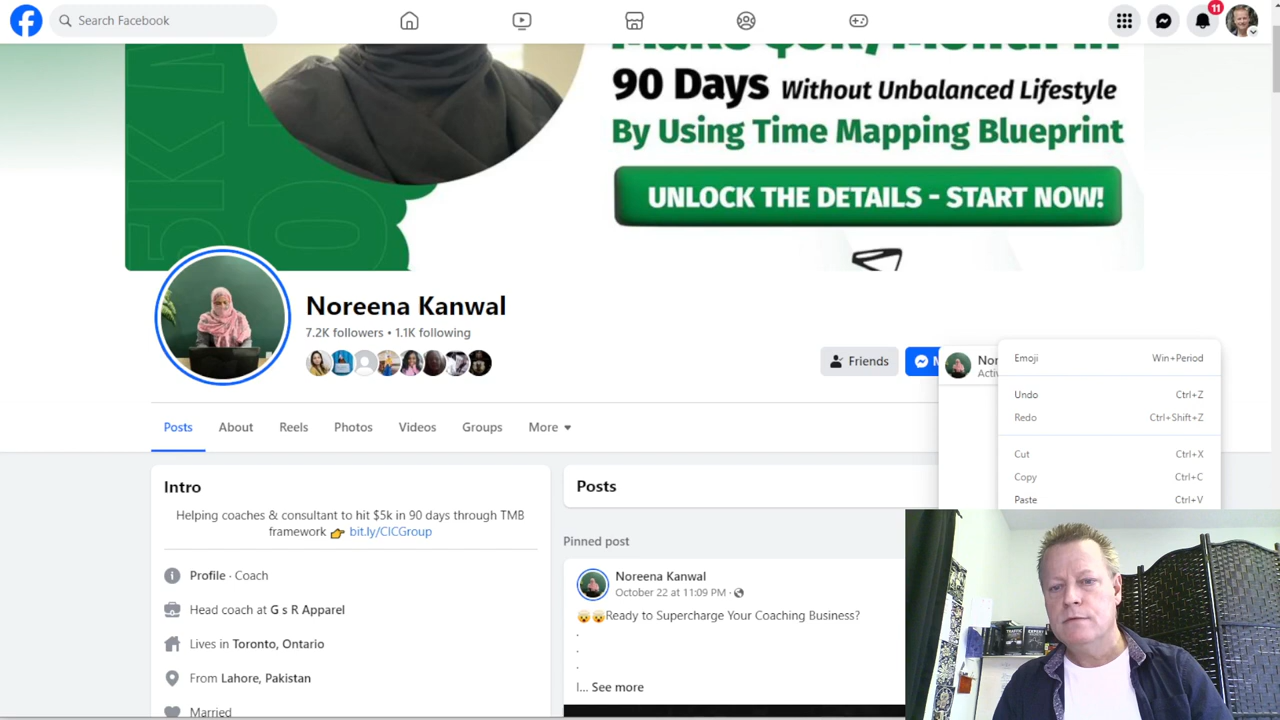 Search Facebook
11
90 Days Without Unbalanced Lifestyle
By Using Time Mapping Blueprint
UNLOCK THE DETAILS - START NOW!
Noreena Kanwal
7.2K followers • 1.1K following
Friends
Emoji Win+Period
Undo Ctrl+Z
Redo Ctrl+Shift+Z
Cut Ctrl+X
Copy Ctrl+C
Paste Ctrl+V
Posts About Reels Photos Videos Groups More
Intro
Helping coaches & consultant to hit $5k in 90 days through TMB
framework 👉 bit.ly/CICGroup
Profile · Coach
Head coach at G s R Apparel
Lives in Toronto, Ontario
From Lahore, Pakistan
Married
Posts
Pinned post
Noreena Kanwal
October 22 at 11:09 PM ·
🤯🤯Ready to Supercharge Your Coaching Business?
.
.
.
I... See more